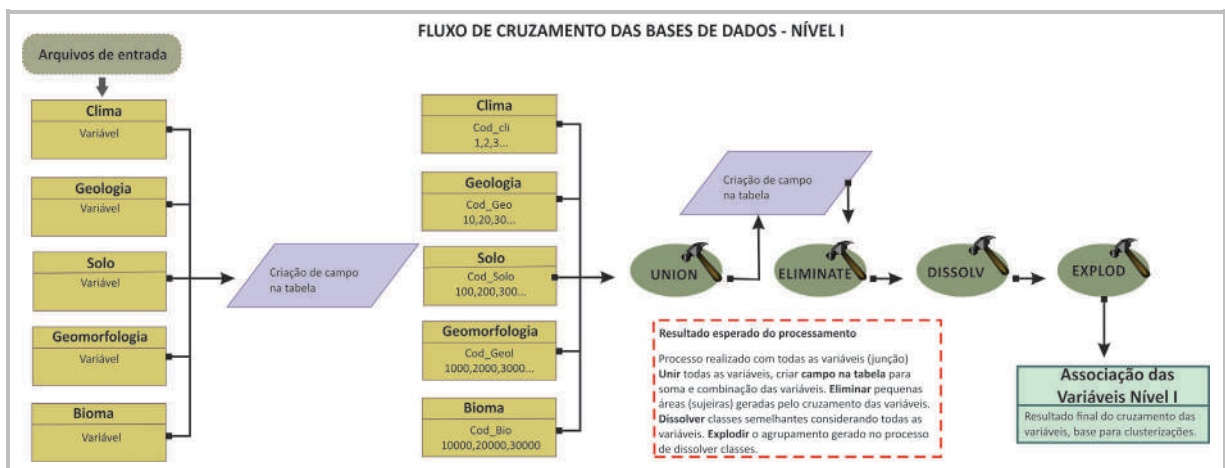 FLUXO DE CRUZAMENTO DAS BASES DE DADOS - NÍVEL I
Arquivos de entrada
Clima
Variável
Geologia
Variável
Solo
Variável
Geomorfologia
Variável
Bioma
Variável
Criação de campo
na tabela
Clima
Cod_cli
1,2,3...
Geologia
Cod_Geo
10,20,30...
Solo
Cod_Solo
100,200,300...
Geomorfologia
Cod_Geol
1000,2000,3000...
Bioma
Cod_Bio
10000,20000,30000
Criação de campo
na tabela
UNION
ELIMINATE
DISSOLV
EXPLOD
Resultado esperado do processamento
Processo realizado com todas as variáveis (junção)
Unir todas as variáveis, criar campo na tabela para
soma e combinação das variáveis. Eliminar pequenas
áreas (sujeiras) geradas pelo cruzamento das variáveis.
Dissolver classes semelhantes considerando todas as
variáveis. Explodir o agrupamento gerado no processo
de dissolver classes.
Associação das
Variáveis Nível I
Resultado final do cruzamento das
variáveis, base para clusterizações.